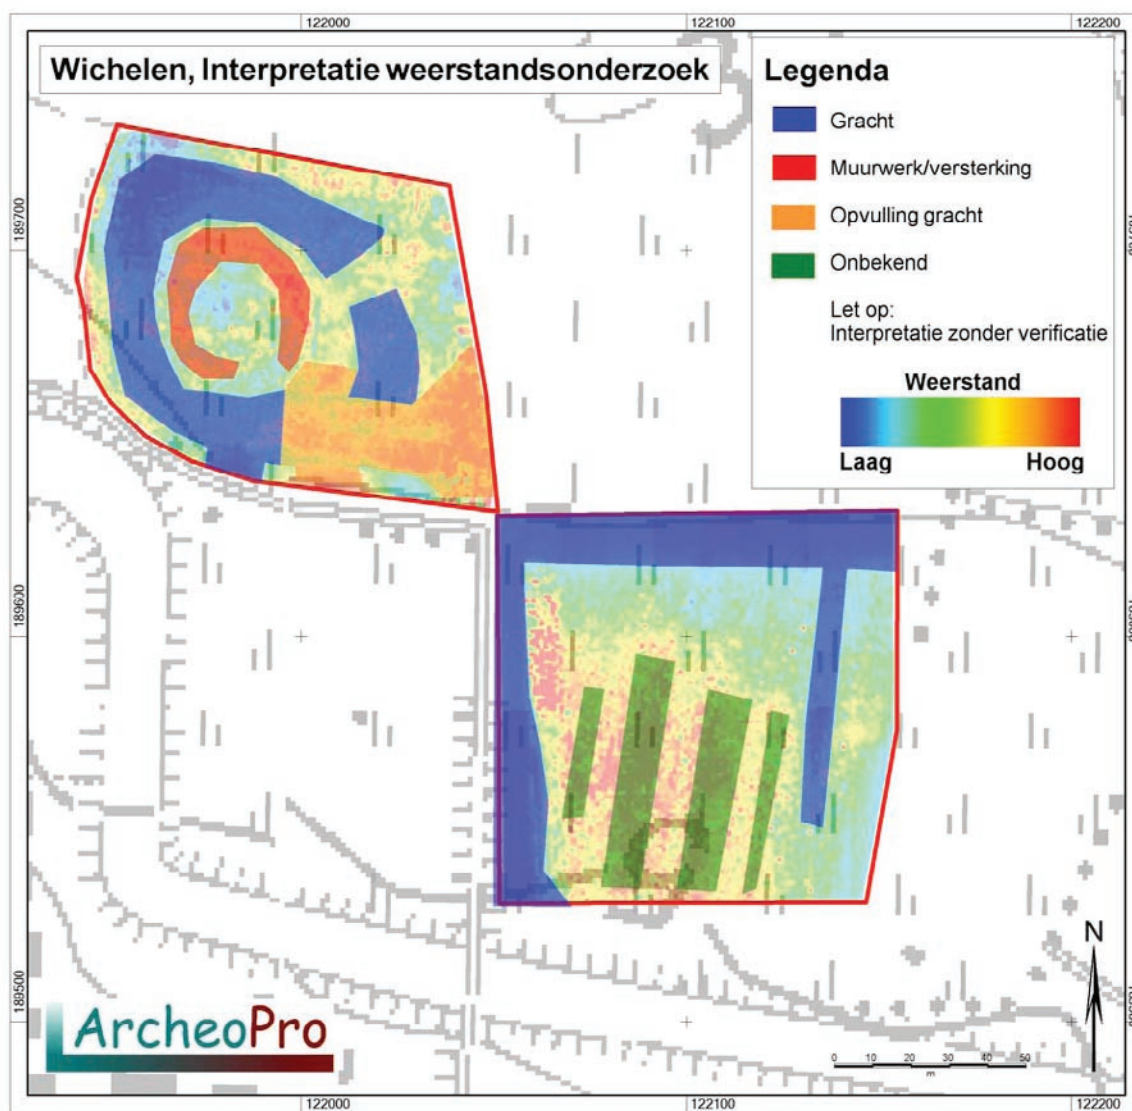 122000
122100
122200
Wichelen, Interpretatie weerstandsonderzoek
Legenda
Gracht
Muurwerk/versterking
Opvulling gracht
Onbekend
Let op:
Interpretatie zonder verificatie
Weerstand
Laag
Hoog
189700
189600
189500
N
ArcheoPro
0 10 20 30 40 50
m
122000
122100
122200